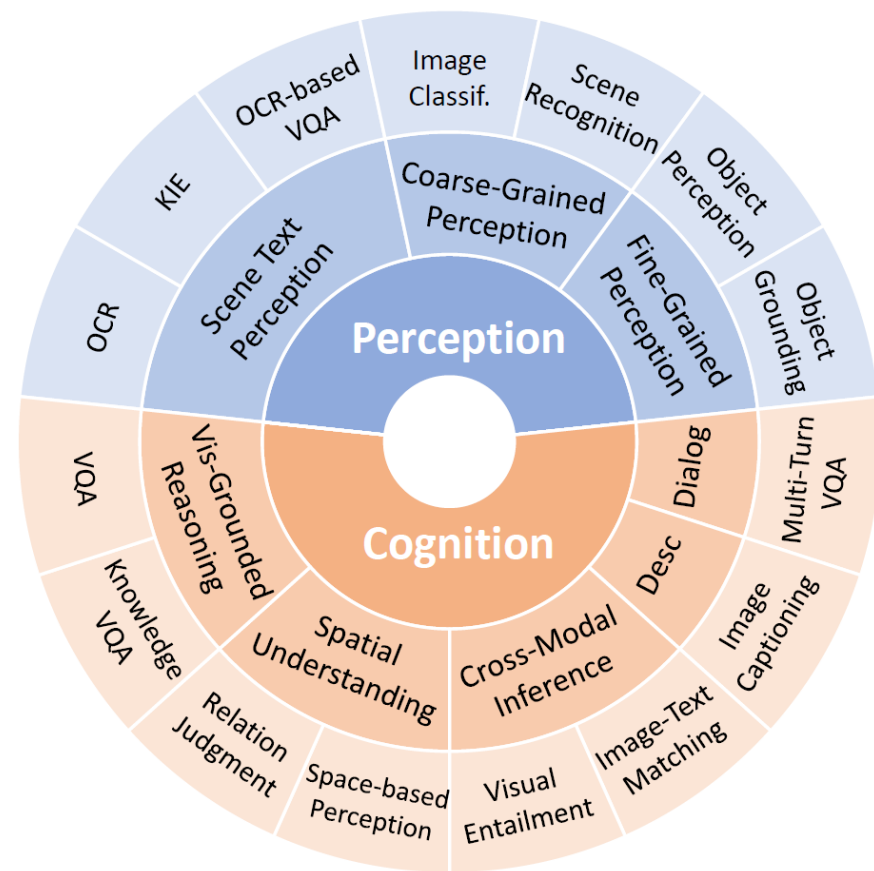 Image
Classif.
Scene
Recognition
Object
Perception
Object
Grounding
OCR-based
VQA
KIE
OCR
Coarse-Grained
Perception
Fine-Grained
Perception
Scene Text
Perception
Perception
Cognition
Vis-Grounded
Reasoning
Spatial
Understanding
Cross-Modal
Inference
Desc
Dialog
VQA
Knowledge
VQA
Relation
Judgment
Space-based
Perception
Visual
Entailment
Image-Text
Matching
Image
Captioning
Multi-Turn
VQA